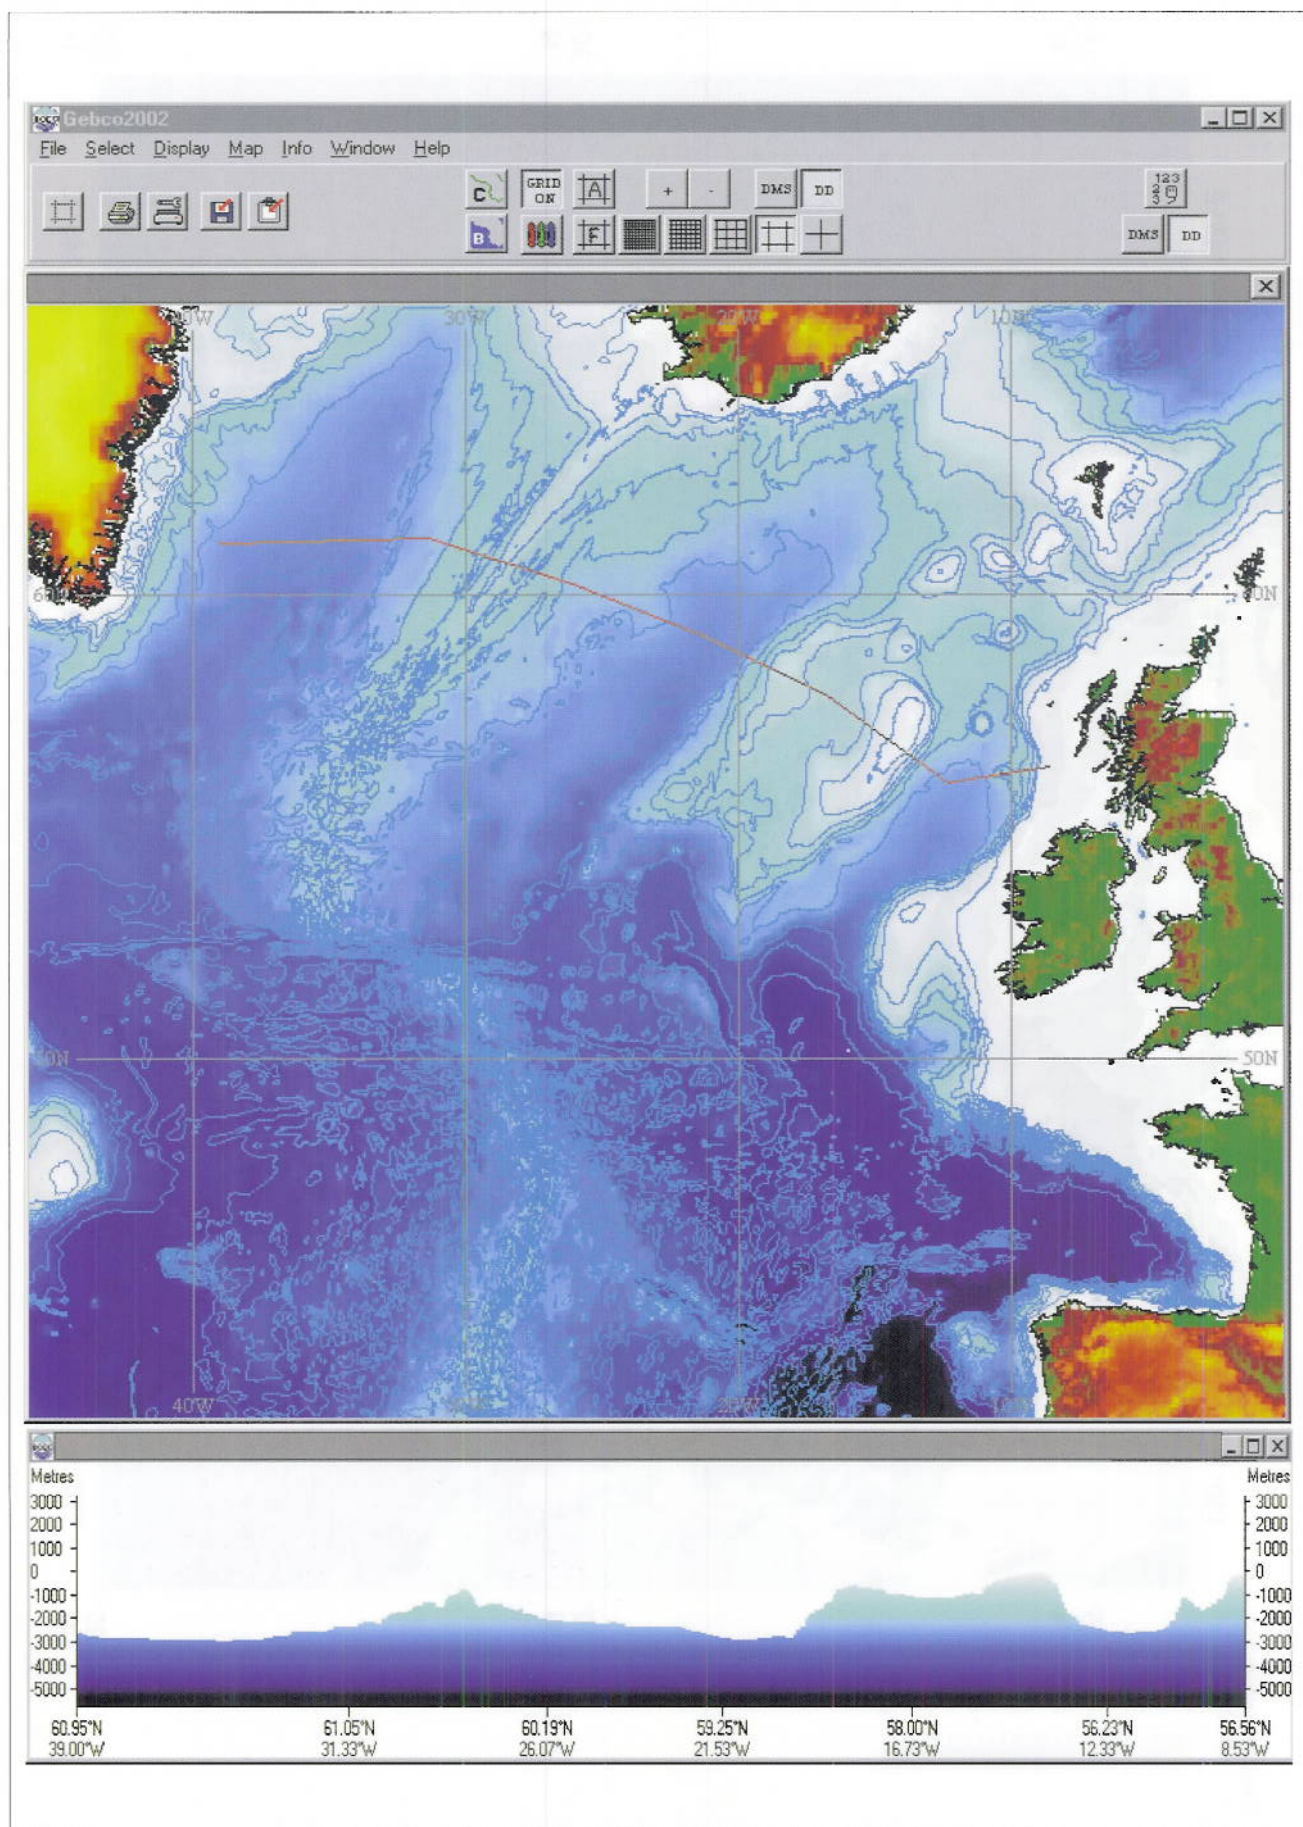 Gebco2002
File Select Display Map Info Window Help
C GRID ON A + - DMS DD 123
B F DMS DD
40W 30W 20W 10W
60N 60N
50N 50N
40W 30W 20W 10W
Metres Metres
3000 3000
2000 2000
1000 1000
0 0
-1000 -1000
-2000 -2000
-3000 -3000
-4000 -4000
-5000 -5000
60.95°N 61.05°N 60.19°N 59.25°N 58.00°N 56.23°N 56.56°N
39.00°W 31.33°W 26.07°W 21.53°W 16.73°W 12.33°W 8.53°W